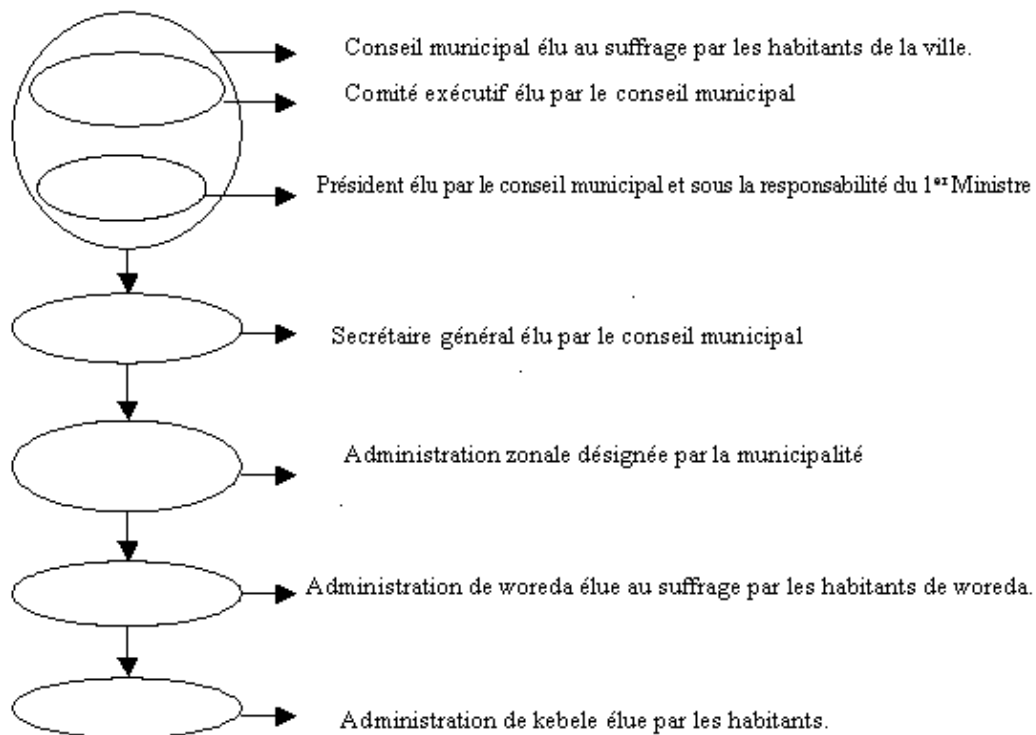 Conseil municipal élu au suffrage par les habitants de la ville.
Comité exécutif élu par le conseil municipal
Président élu par le conseil municipal et sous la responsabilité du 1er Ministre
Secrétaire général élu par le conseil municipal
Administration zonale désignée par la municipalité
Administration de woreda élue au suffrage par les habitants de woreda.
Administration de kebele élue par les habitants.